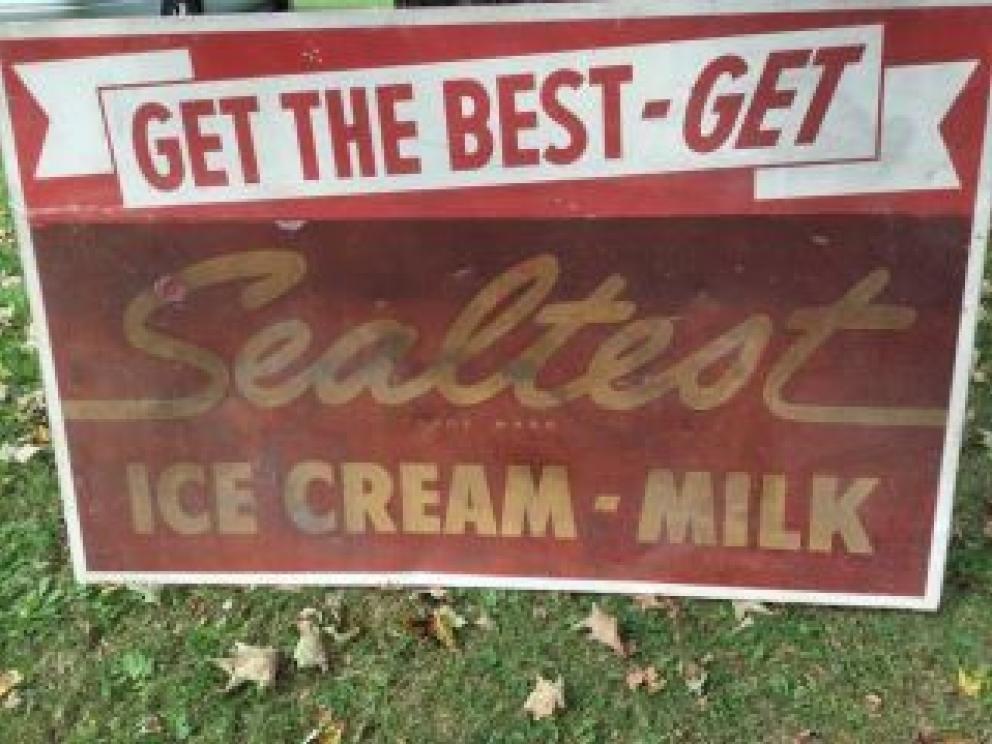 GET THE BEST-GET
Sealtest
ICE CREAM - MILK